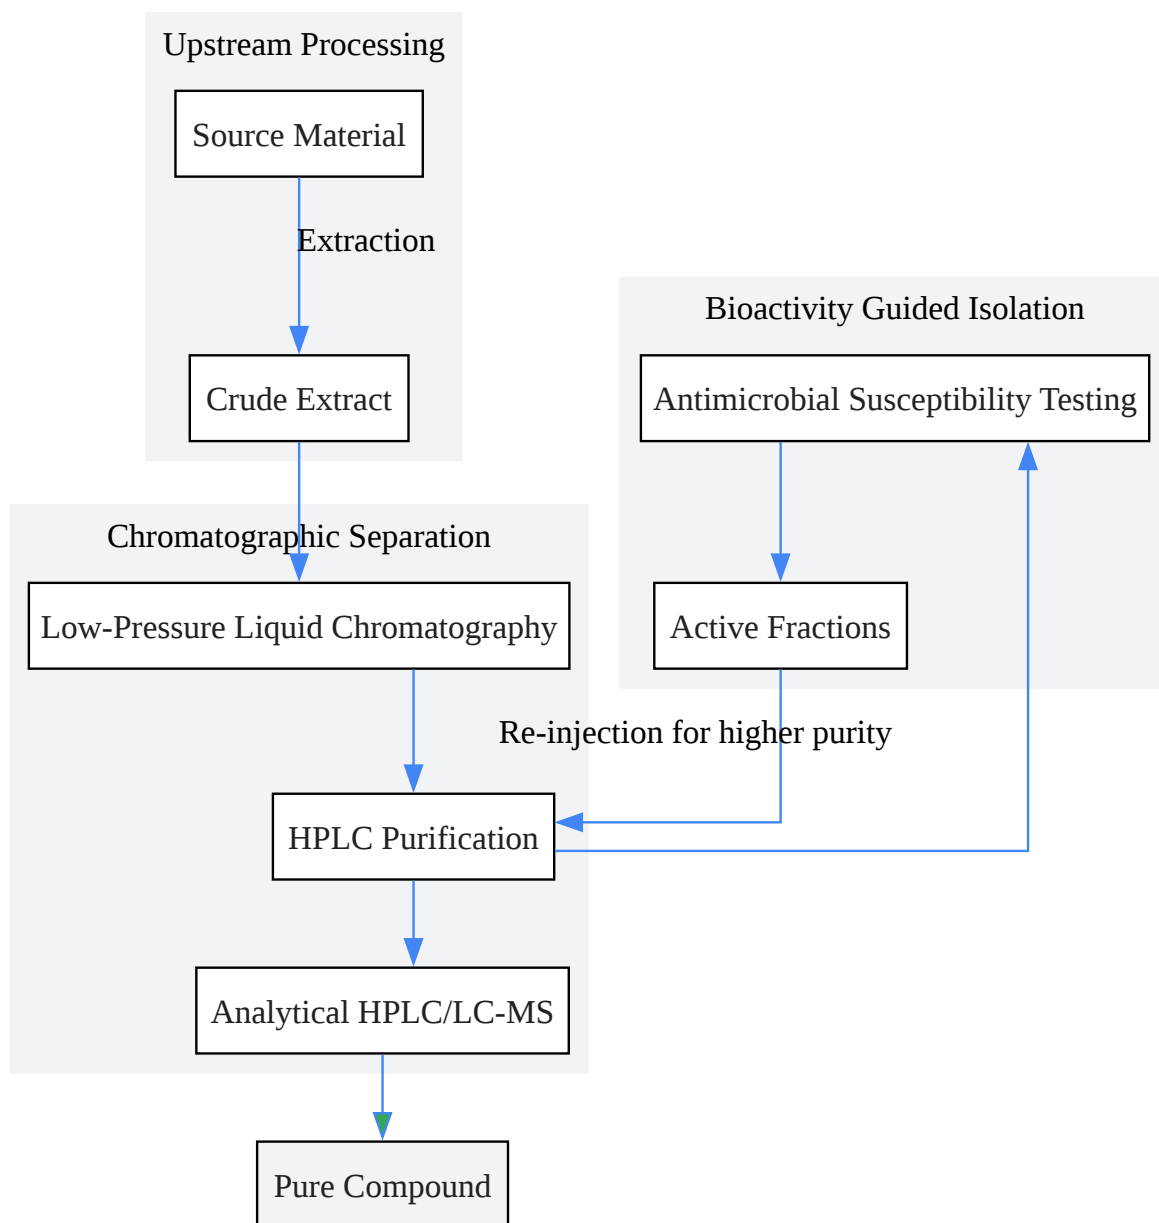 Upstream Processing
Source Material
Extraction
Crude Extract
Bioactivity Guided Isolation
Antimicrobial Susceptibility Testing
Active Fractions
Chromatographic Separation
Low-Pressure Liquid Chromatography
Re-injection for higher purity
HPLC Purification
Analytical HPLC/LC-MS
Pure Compound